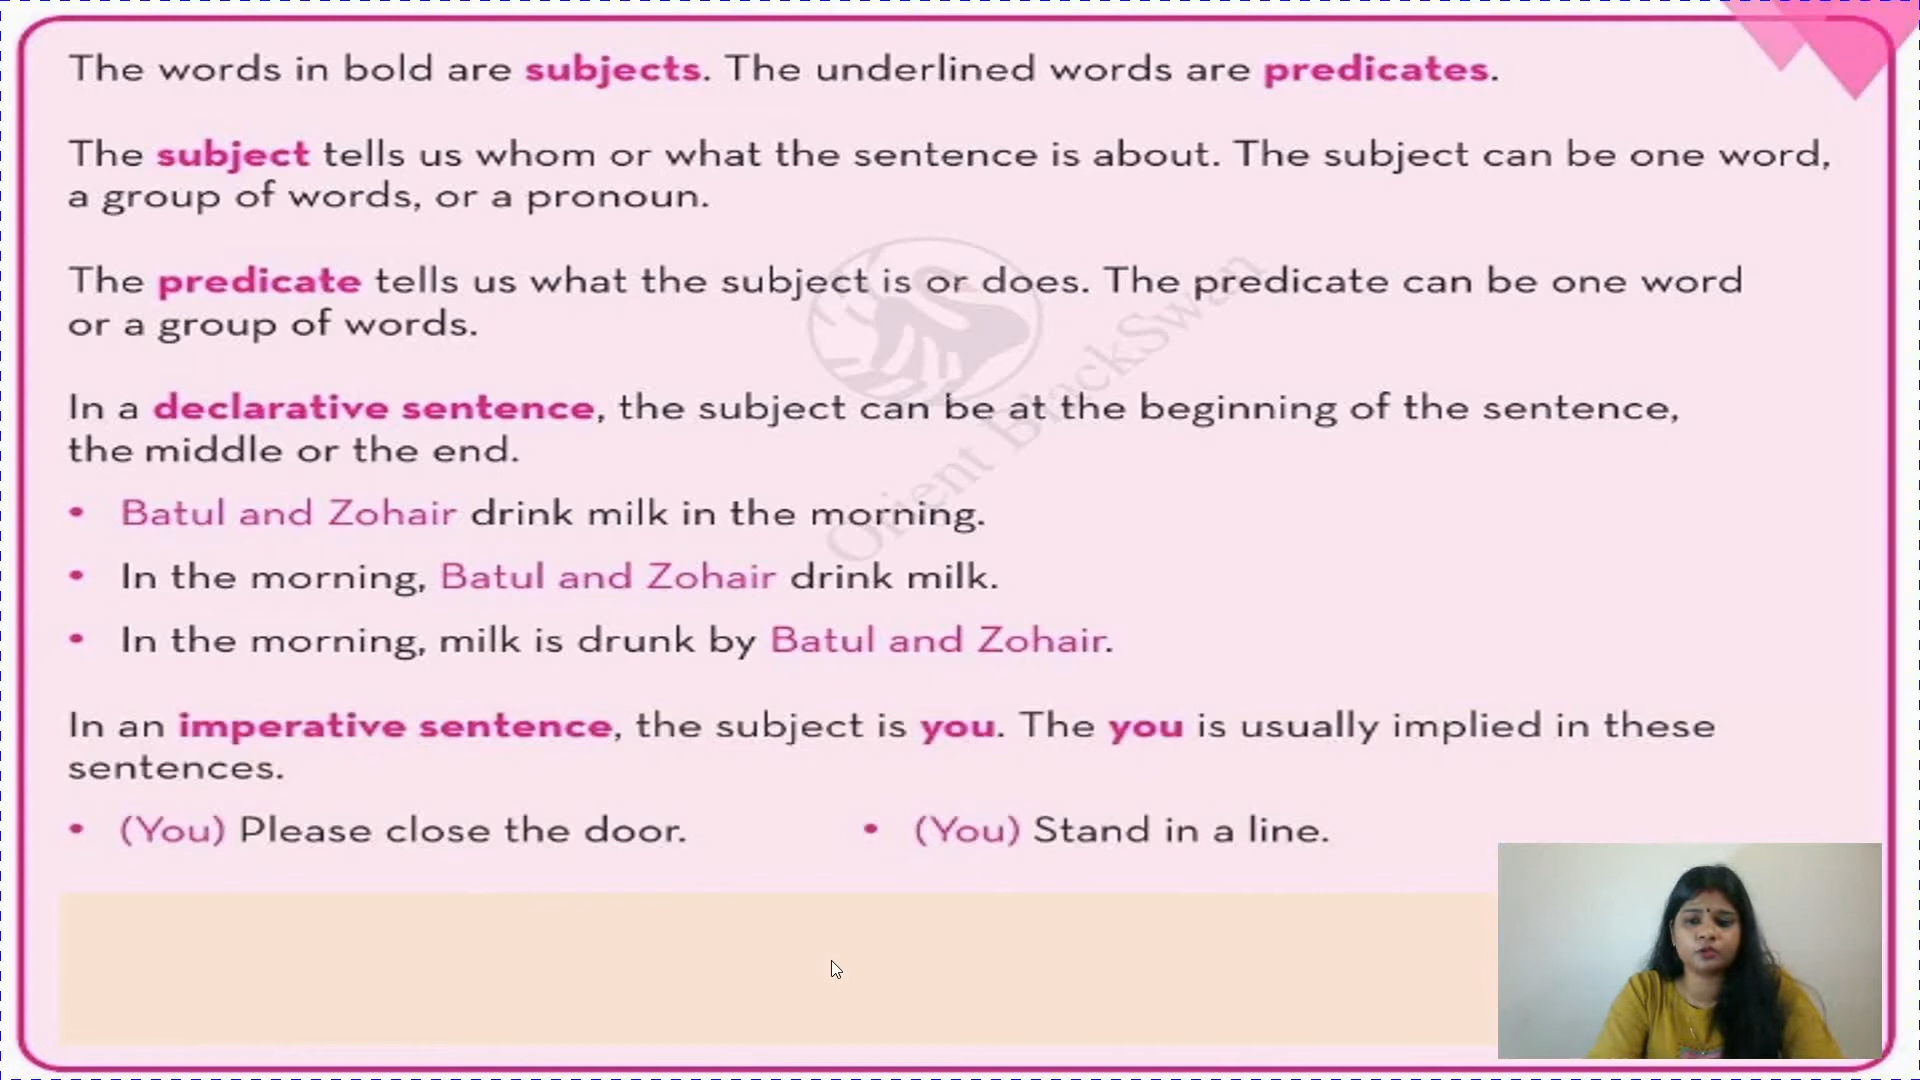 The words in bold are subjects. The underlined words are predicates.
The subject tells us whom or what the sentence is about. The subject can be one word,
a group of words, or a pronoun.
The predicate tells us what the subject is or does. The predicate can be one word
or a group of words.
In a declarative sentence, the subject can be at the beginning of the sentence,
the middle or the end.
• Batul and Zohair drink milk in the morning.
• In the morning, Batul and Zohair drink milk.
• In the morning, milk is drunk by Batul and Zohair.
In an imperative sentence, the subject is you. The you is usually implied in these
sentences.
• (You) Please close the door.
• (You) Stand in a line.
Orient BlackSwan